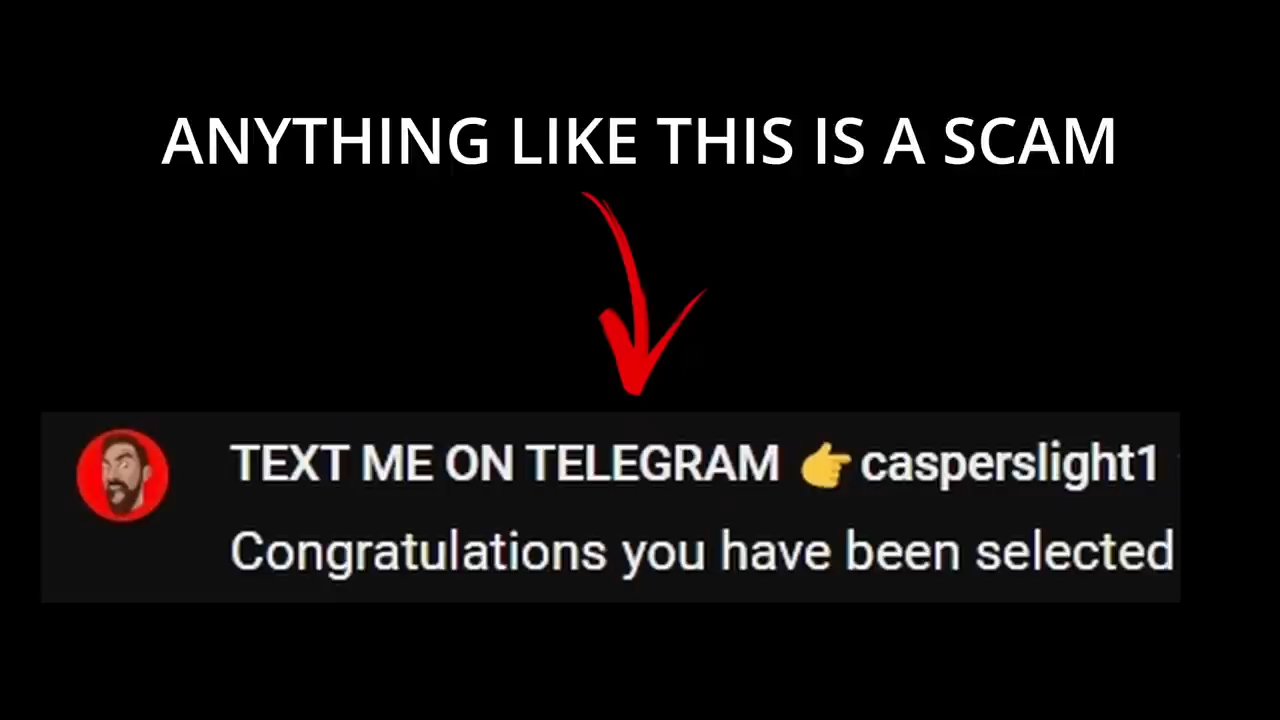 ANYTHING LIKE THIS IS A SCAM
TEXT ME ON TELEGRAM 👉casperslight1
Congratulations you have been selected